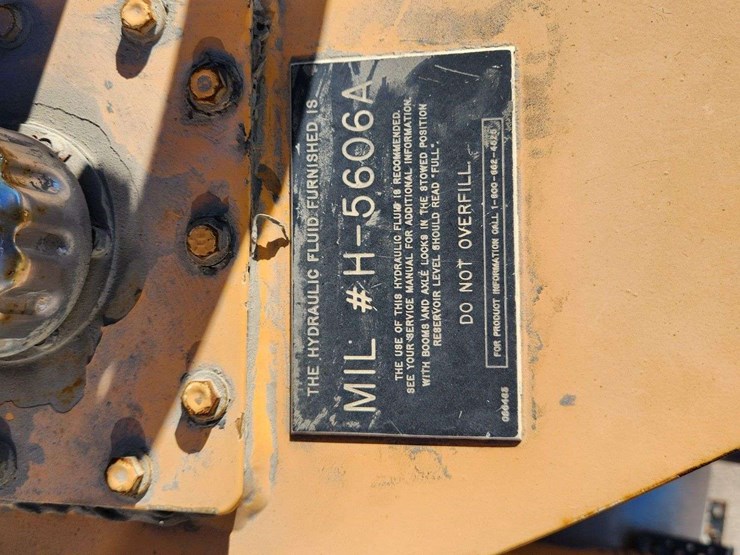 THE HYDRAULIC FLUID FURNISHED IS
MIL #H-5606A
THE USE OF THIS HYDRAULIC FLUID IS RECOMMENDED.
SEE YOUR SERVICE MANUAL FOR ADDITIONAL INFORMATION.
WITH BOOMS AND AXLE LOCKS IN THE STOWED POSITION
RESERVOIR LEVEL SHOULD READ "FULL".
DO NOT OVERFILL.
FOR PRODUCT INFORMATION CALL 1-800-662-4625